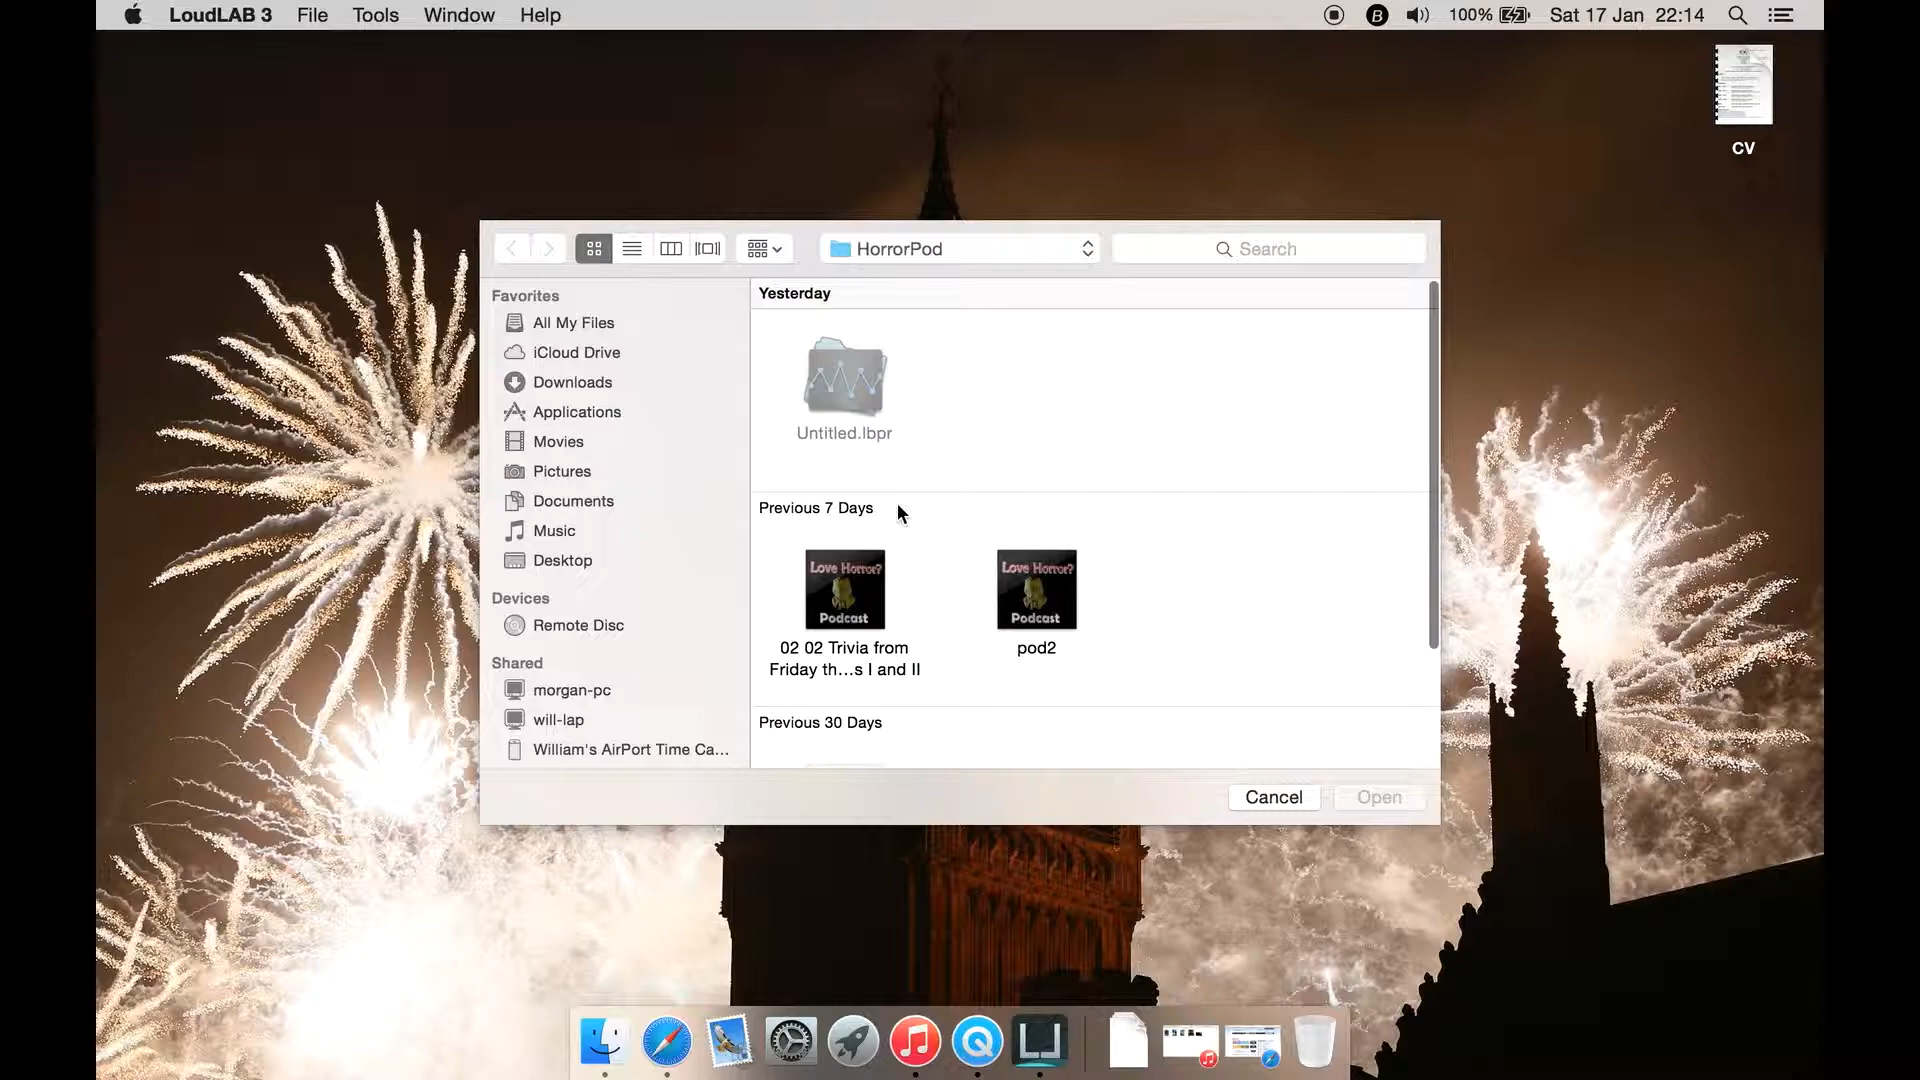 LoudLAB 3 File Tools Window Help
100% Sat 17 Jan 22:14
CV
HorrorPod
Search
Favorites
All My Files
iCloud Drive
Downloads
Applications
Movies
Pictures
Documents
Music
Desktop
Devices
Remote Disc
Shared
morgan-pc
will-lap
William's AirPort Time Ca...
Yesterday
Untitled.lbpr
Previous 7 Days
Love Horror?
Podcast
02 02 Trivia from
Friday th...s I and II
Love Horror?
Podcast
pod2
Previous 30 Days
Cancel
Open